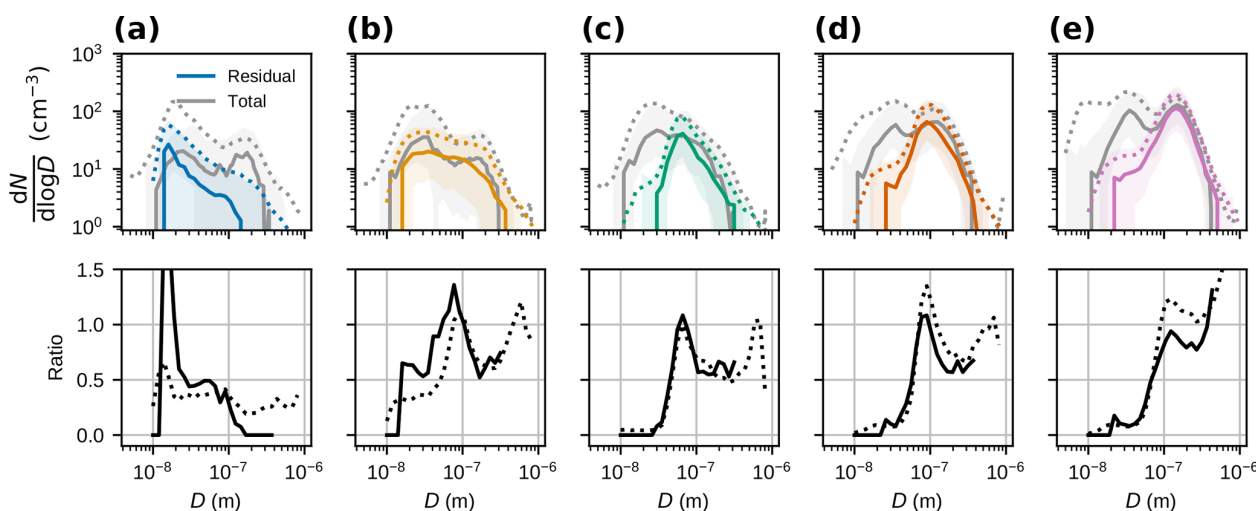 (a) (b) (c) (d) (e)
10³
10²
10¹
10⁰
dN/dlogD (cm⁻³)
Residual
Total
1.5
1.0
0.5
0.0
Ratio
10⁻⁸ 10⁻⁷ 10⁻⁶ 10⁻⁸ 10⁻⁷ 10⁻⁶ 10⁻⁸ 10⁻⁷ 10⁻⁶ 10⁻⁸ 10⁻⁷ 10⁻⁶ 10⁻⁸ 10⁻⁷ 10⁻⁶
D (m) D (m) D (m) D (m) D (m)